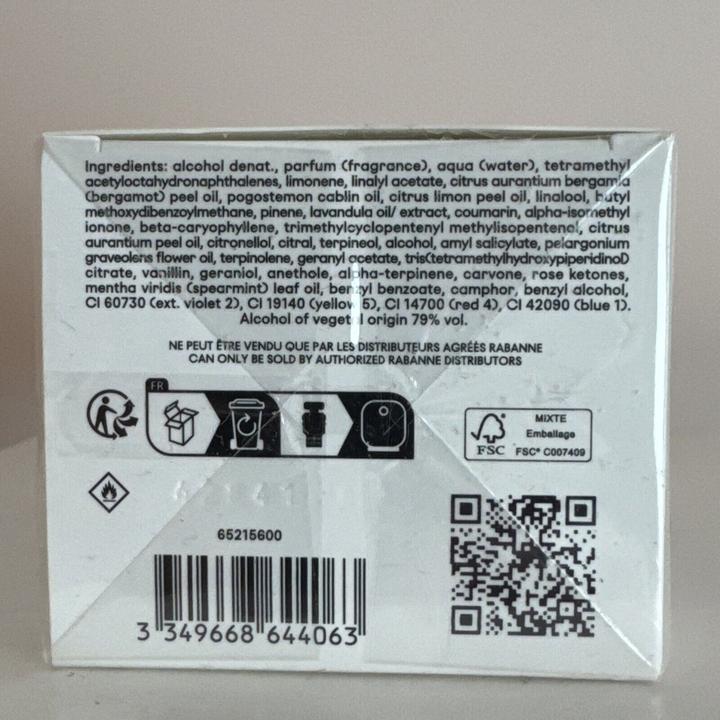 Ingredients: alcohol denat., parfum (fragrance), aqua (water), tetramethyl
acetyloctahydronaphthalenes, limonene, linalyl acetate, citrus aurantium bergamia
(bergamot) peel oil, pogostemon cablin oil, citrus limon peel oil, linalool, butyl
methoxydibenzoylmethane, pinene, lavandula oil/ extract, coumarin, alpha-isomethyl
ionone, beta-caryophyllene, trimethylcyclopentenyl methylisopentenol, citrus
aurantium peel oil, citronellol, citral, terpineol, alcohol, amyl salicylate, pelargonium
graveolens flower oil, terpinolene, geranyl acetate, tris(tetramethylhydroxypiperidinol)
citrate, vanillin, geraniol, anethole, alpha-terpinene, carvone, rose ketones,
mentha viridis (spearmint) leaf oil, benzyl benzoate, camphor, benzyl alcohol,
CI 60730 (ext. violet 2), CI 19140 (yellow 5), CI 14700 (red 4), CI 42090 (blue 1).
Alcohol of vegetal origin 79% vol.
NE PEUT ÊTRE VENDU QUE PAR LES DISTRIBUTEURS AGRÉÉS RABANNE
CAN ONLY BE SOLD BY AUTHORIZED RABANNE DISTRIBUTORS
FR
MIXTE
Emballage
FSC FSC® C007409
65215600
3 349668 644063